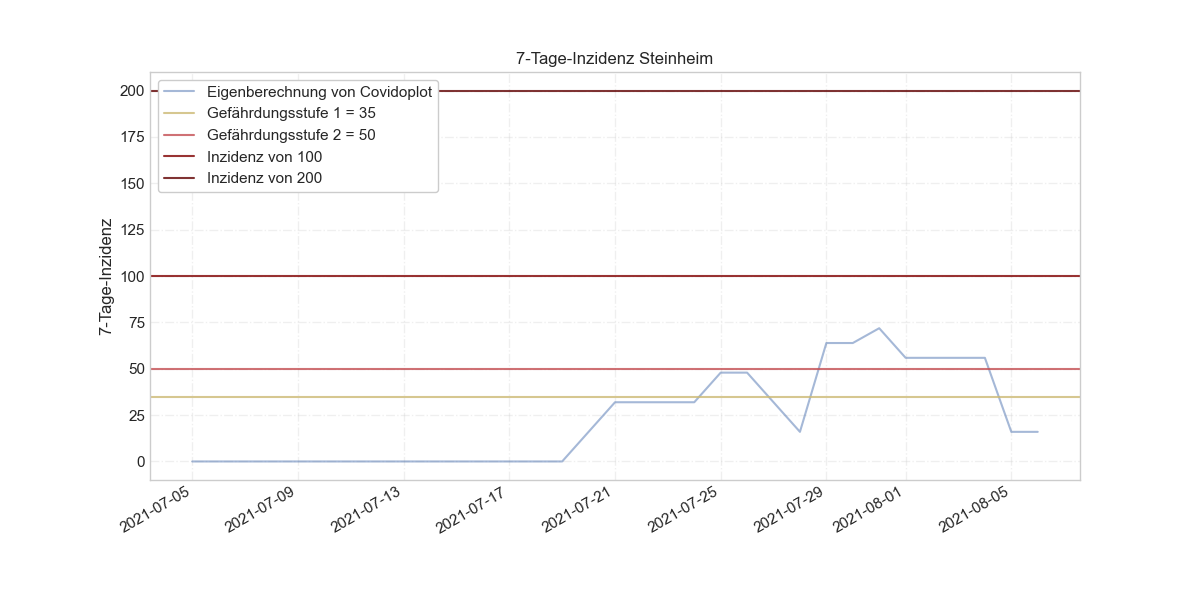 7-Tage-Inzidenz Steinheim
Eigenberechnung von Covidoplot
Gefährdungsstufe 1 = 35
Gefährdungsstufe 2 = 50
Inzidenz von 100
Inzidenz von 200
7-Tage-Inzidenz
200
175
150
125
100
75
50
25
0
2021-07-05
2021-07-09
2021-07-13
2021-07-17
2021-07-21
2021-07-25
2021-07-29
2021-08-01
2021-08-05